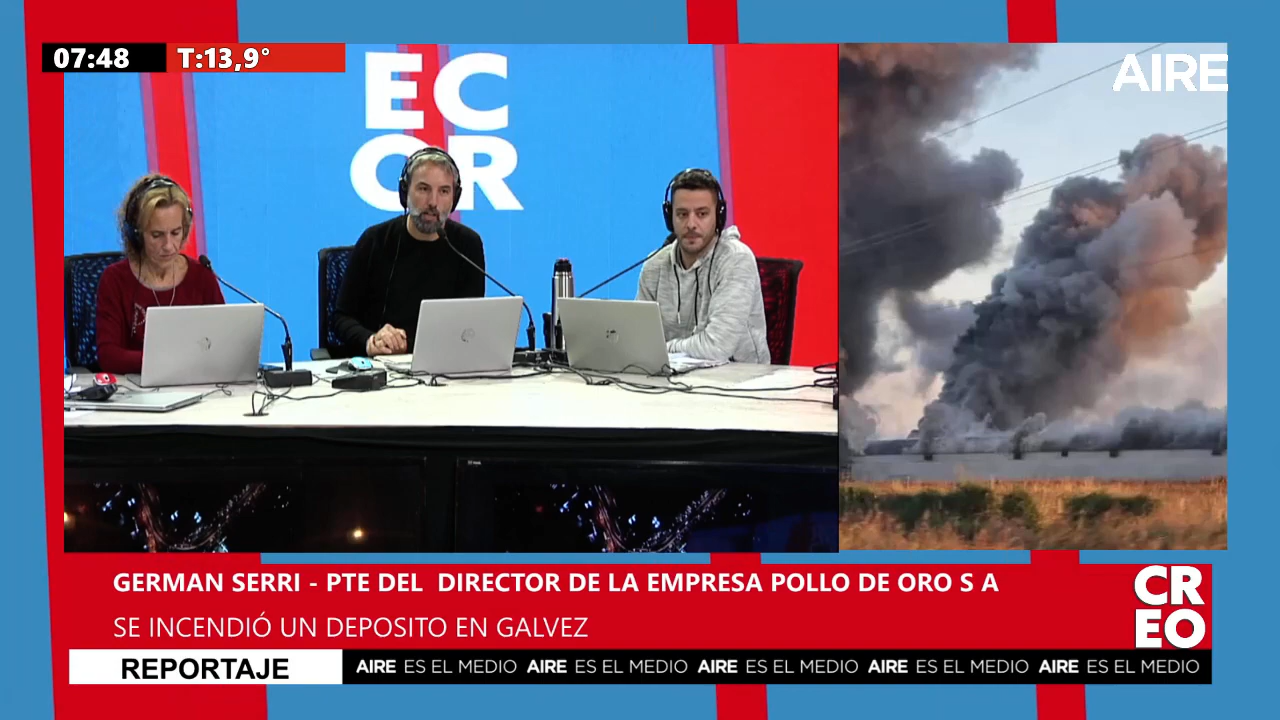 07:48 T:13,9°
AIRE
EC
OR
GERMAN SERRI - PTE DEL DIRECTOR DE LA EMPRESA POLLO DE ORO S A
SE INCENDIÓ UN DEPOSITO EN GALVEZ
CR
EO
REPORTAJE
AIRE ES EL MEDIO AIRE ES EL MEDIO AIRE ES EL MEDIO AIRE ES EL MEDIO AIRE ES EL MEDIO